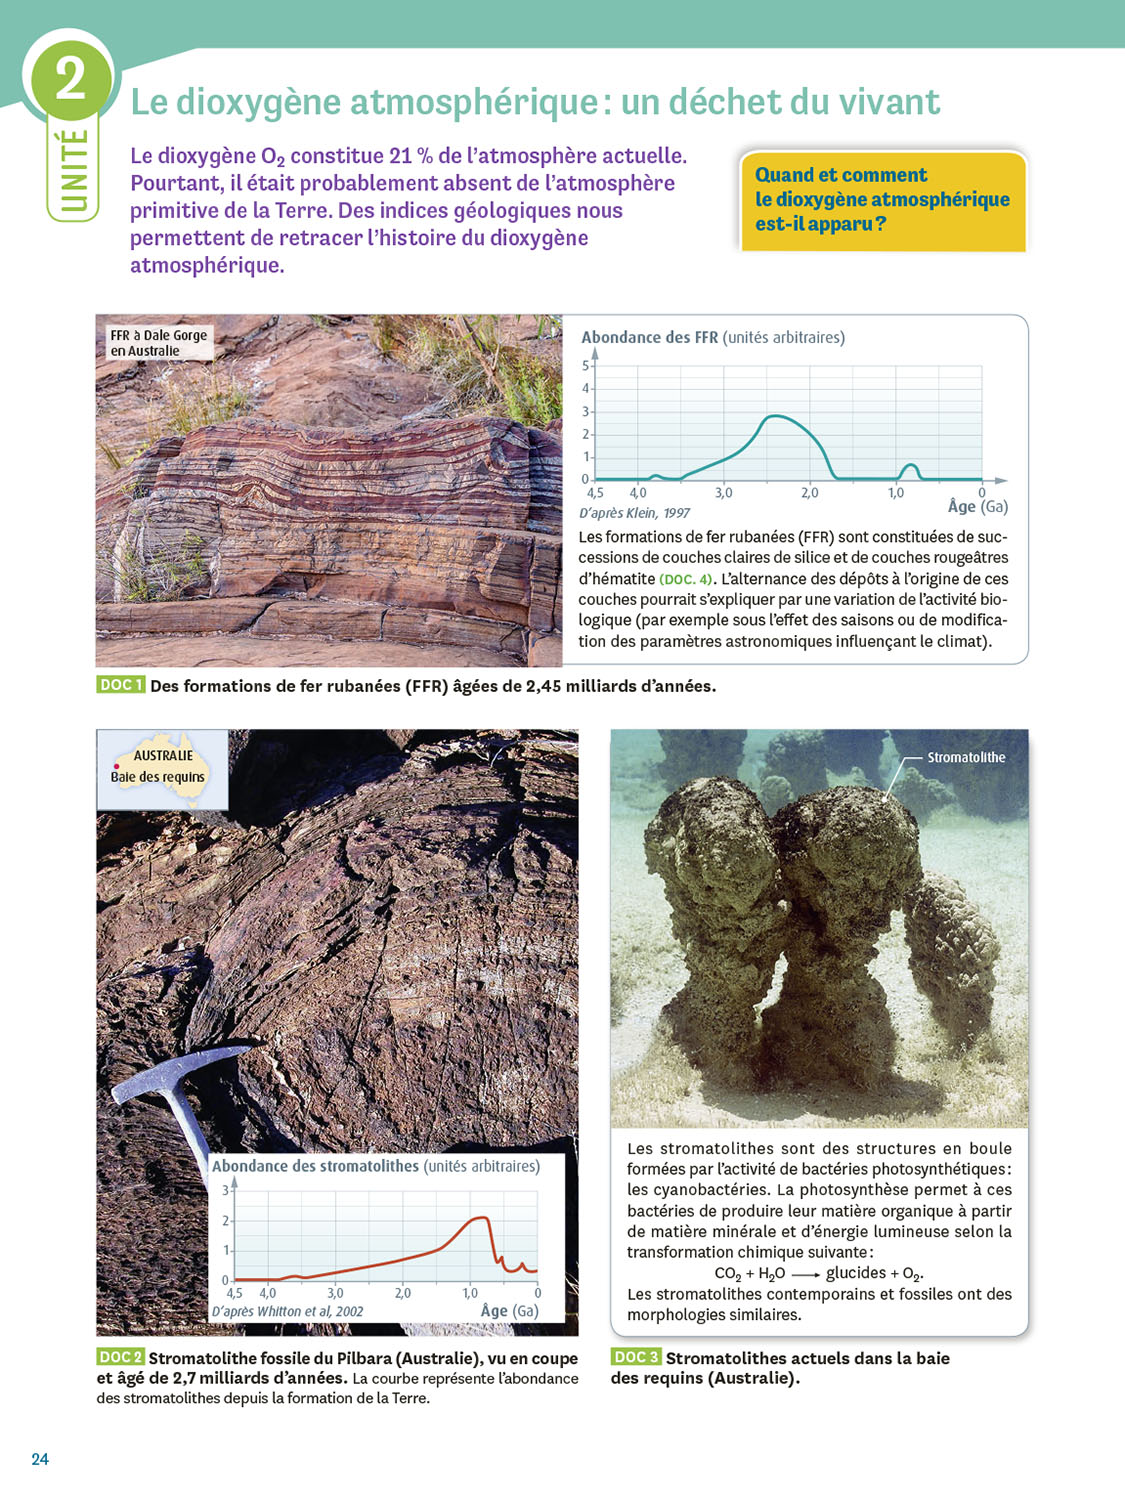 2
UNITÉ
Le dioxygène atmosphérique : un déchet du vivant
Le dioxygène O₂ constitue 21 % de l’atmosphère actuelle.
Pourtant, il était probablement absent de l’atmosphère
primitive de la Terre. Des indices géologiques nous
permettent de retracer l’histoire du dioxygène
atmosphérique.
Quand et comment
le dioxygène atmosphérique
est-il apparu ?
FFR à Dale Gorge
en Australie
Abondance des FFR (unités arbitraires)
5
4
3
2
1
0
4,5 4,0 3,0 2,0 1,0 0
Âge (Ga)
D’après Klein, 1997
Les formations de fer rubanées (FFR) sont constituées de suc-
cessions de couches claires de silice et de couches rougeâtres
d’hématite (DOC. 4). L’alternance des dépôts à l’origine de ces
couches pourrait s’expliquer par une variation de l’activité bio-
logique (par exemple sous l’effet des saisons ou de modifica-
tion des paramètres astronomiques influençant le climat).
DOC 1 Des formations de fer rubanées (FFR) âgées de 2,45 milliards d’années.
AUSTRALIE
Baie des requins
Abondance des stromatolithes (unités arbitraires)
3
2
1
0
4,5 4,0 3,0 2,0 1,0 0
D’après Whitton et al, 2002 Âge (Ga)
DOC 2 Stromatolithe fossile du Pilbara (Australie), vu en coupe
et âgé de 2,7 milliards d’années. La courbe représente l’abondance
des stromatolithes depuis la formation de la Terre.
Stromatolithe
Les stromatolithes sont des structures en boule
formées par l’activité de bactéries photosynthétiques :
les cyanobactéries. La photosynthèse permet à ces
bactéries de produire leur matière organique à partir
de matière minérale et d’énergie lumineuse selon la
transformation chimique suivante :
CO₂ + H₂O ⟶ glucides + O₂.
Les stromatolithes contemporains et fossiles ont des
morphologies similaires.
DOC 3 Stromatolithes actuels dans la baie
des requins (Australie).
24